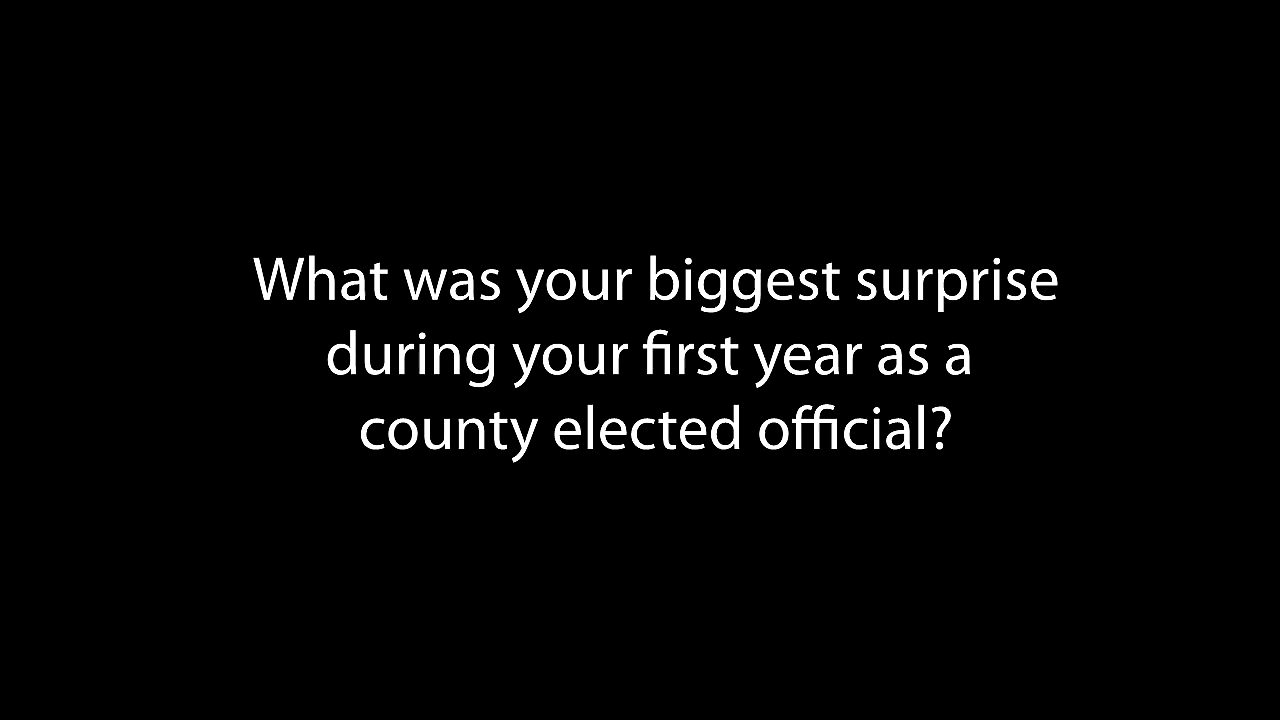 What was your biggest surprise
during your first year as a
county elected official?